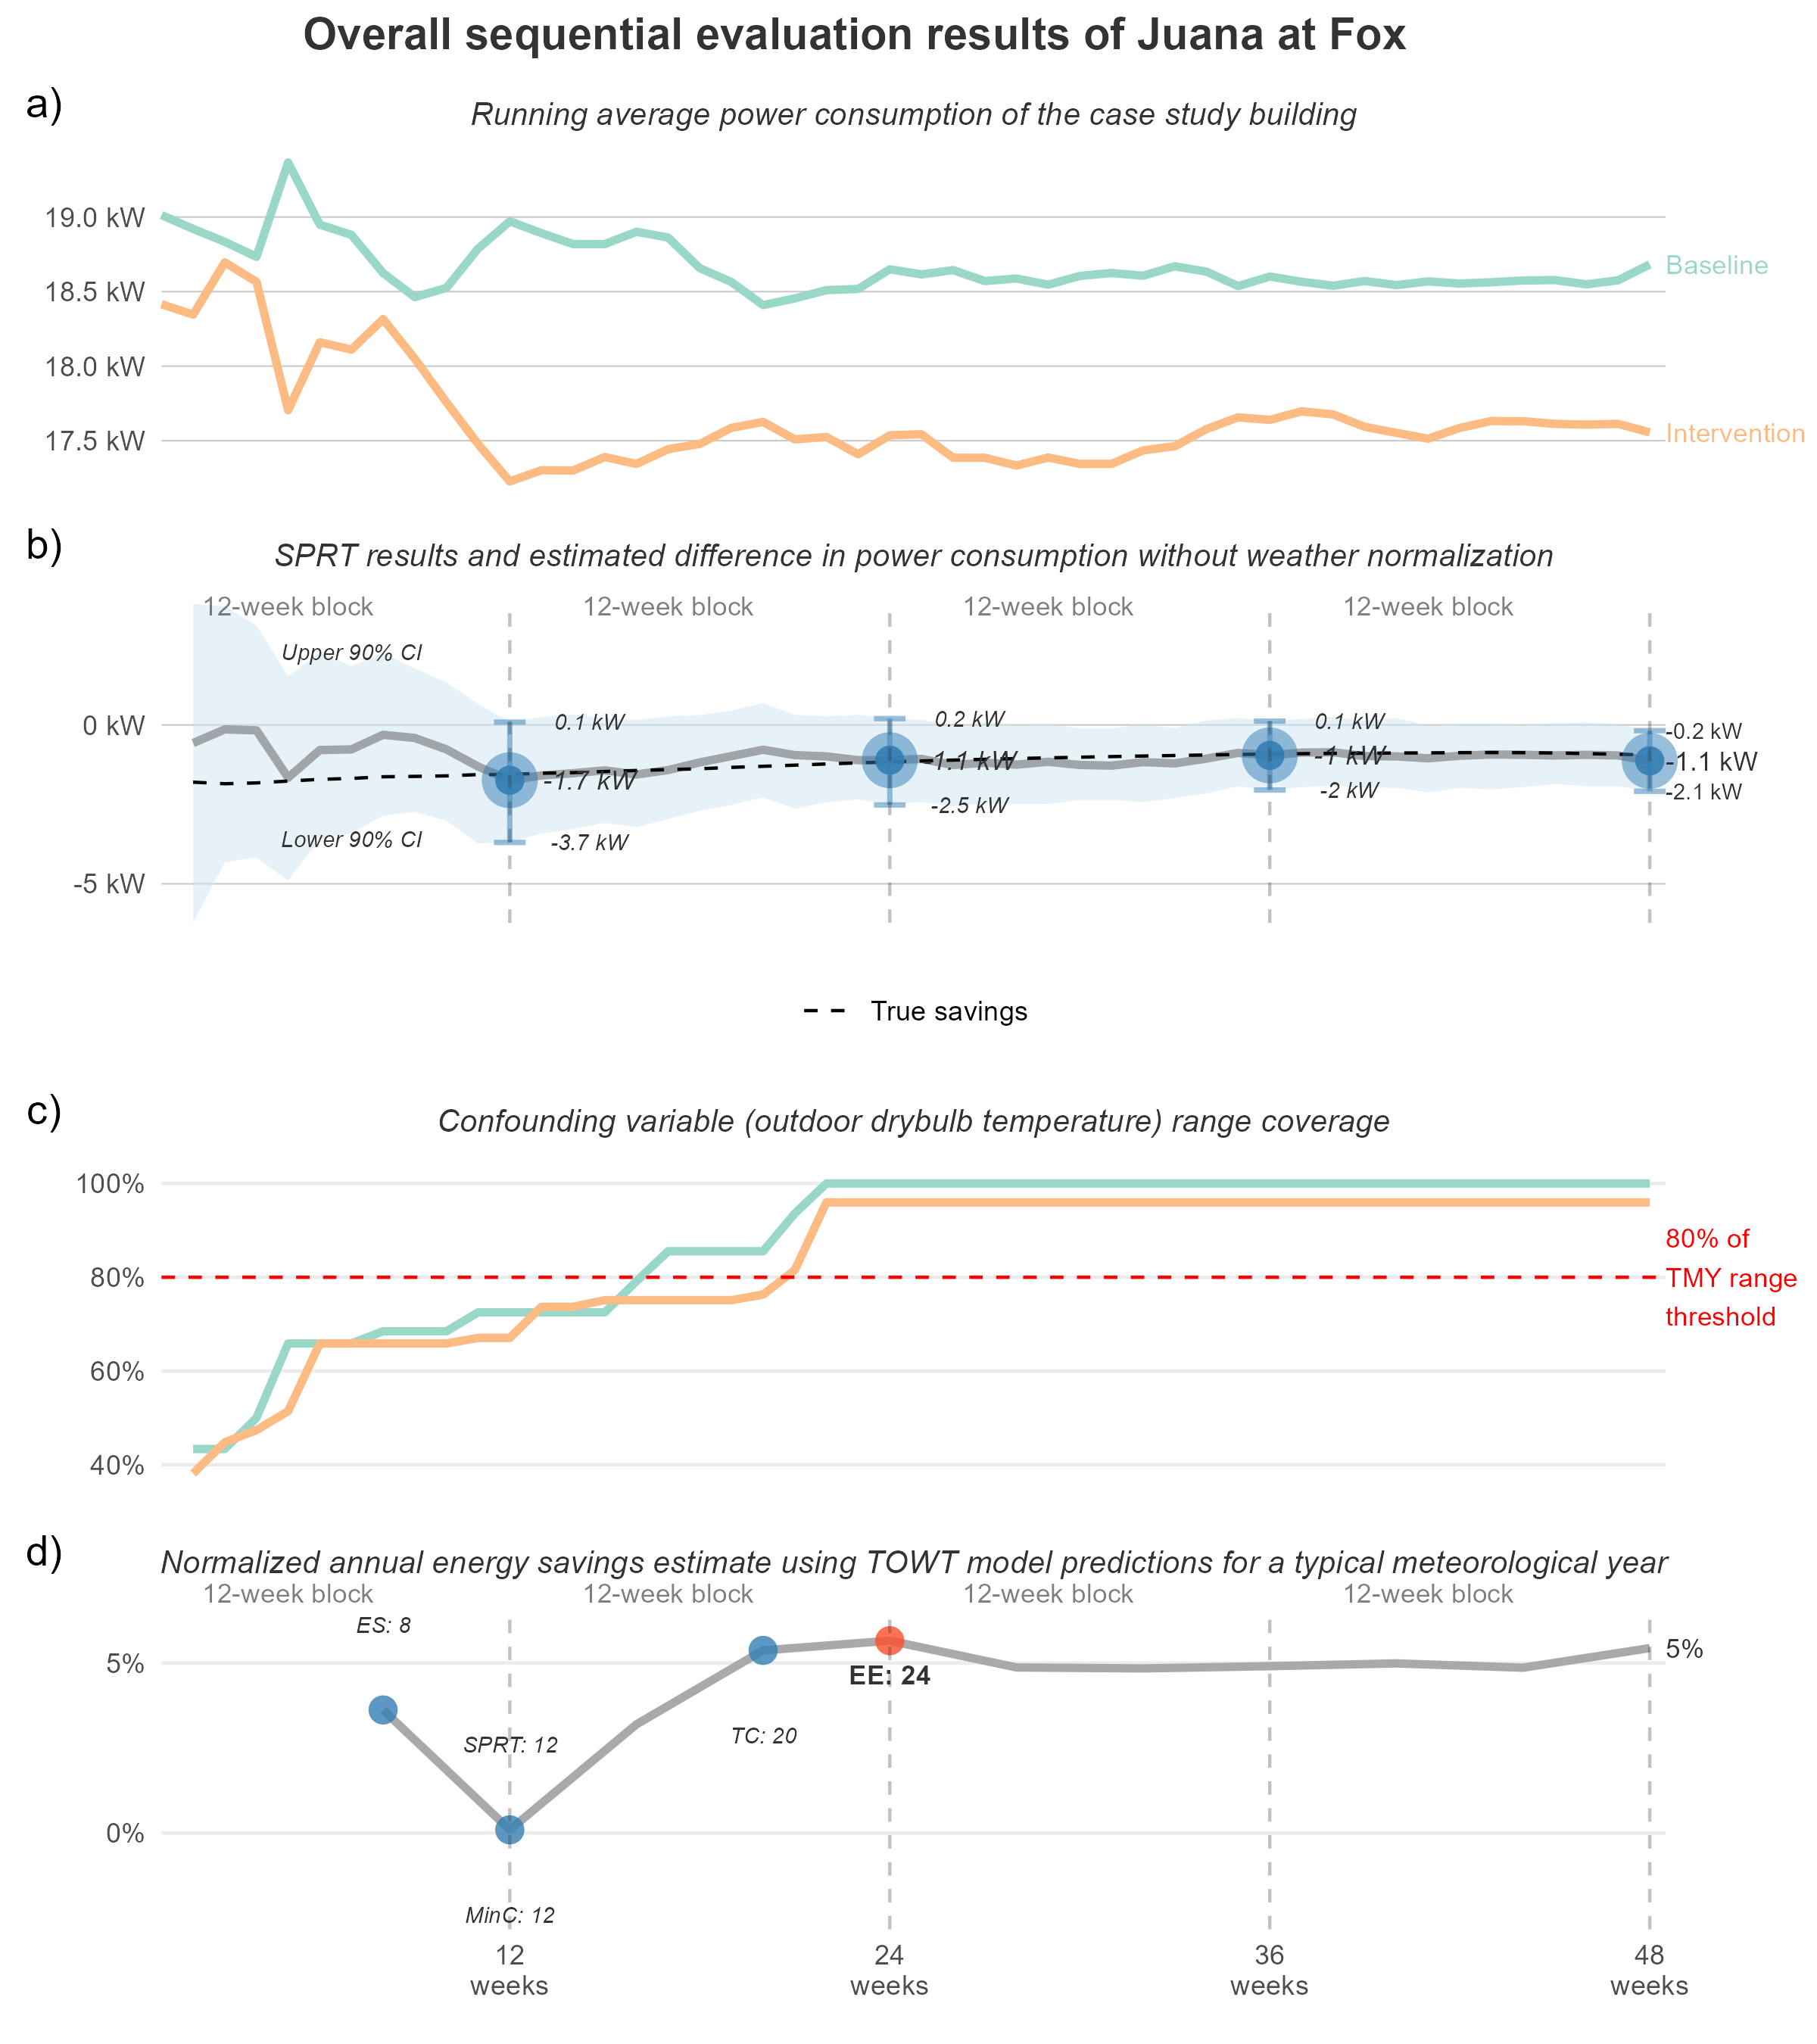 Overall sequential evaluation results of Juana at Fox
a)
Running average power consumption of the case study building
19.0 kW
18.5 kW
18.0 kW
17.5 kW
Baseline
Intervention
b)
SPRT results and estimated difference in power consumption without weather normalization
12-week block 12-week block 12-week block 12-week block
Upper 90% CI
Lower 90% CI
0 kW
-5 kW
0.1 kW
-1.7 kW
-3.7 kW
0.2 kW
-1.1 kW
-2.5 kW
0.1 kW
-1 kW
-2 kW
-0.2 kW
-1.1 kW
-2.1 kW
True savings
c)
Confounding variable (outdoor drybulb temperature) range coverage
100%
80%
60%
40%
80% of
TMY range
threshold
d)
Normalized annual energy savings estimate using TOWT model predictions for a typical meteorological year
12-week block 12-week block 12-week block 12-week block
ES: 8
5%
0%
SPRT: 12
MinC: 12
TC: 20
EE: 24
5%
12
weeks
24
weeks
36
weeks
48
weeks